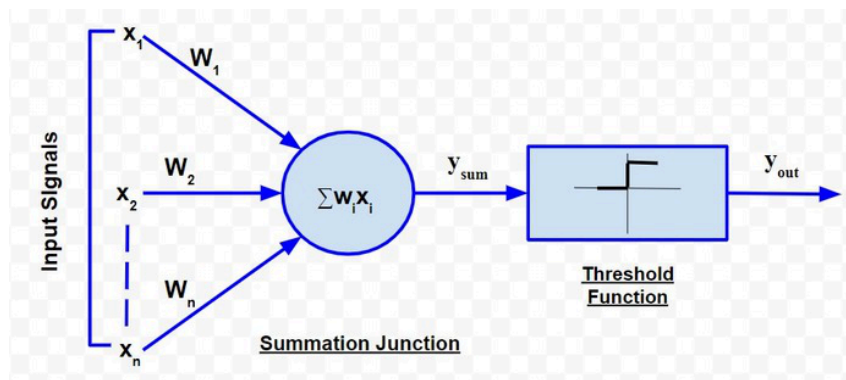 Input SIgnals
x1
W1
x2
W2
xn
Wn
∑wixi
Summation Junction
ysum
Threshold
Function
yout